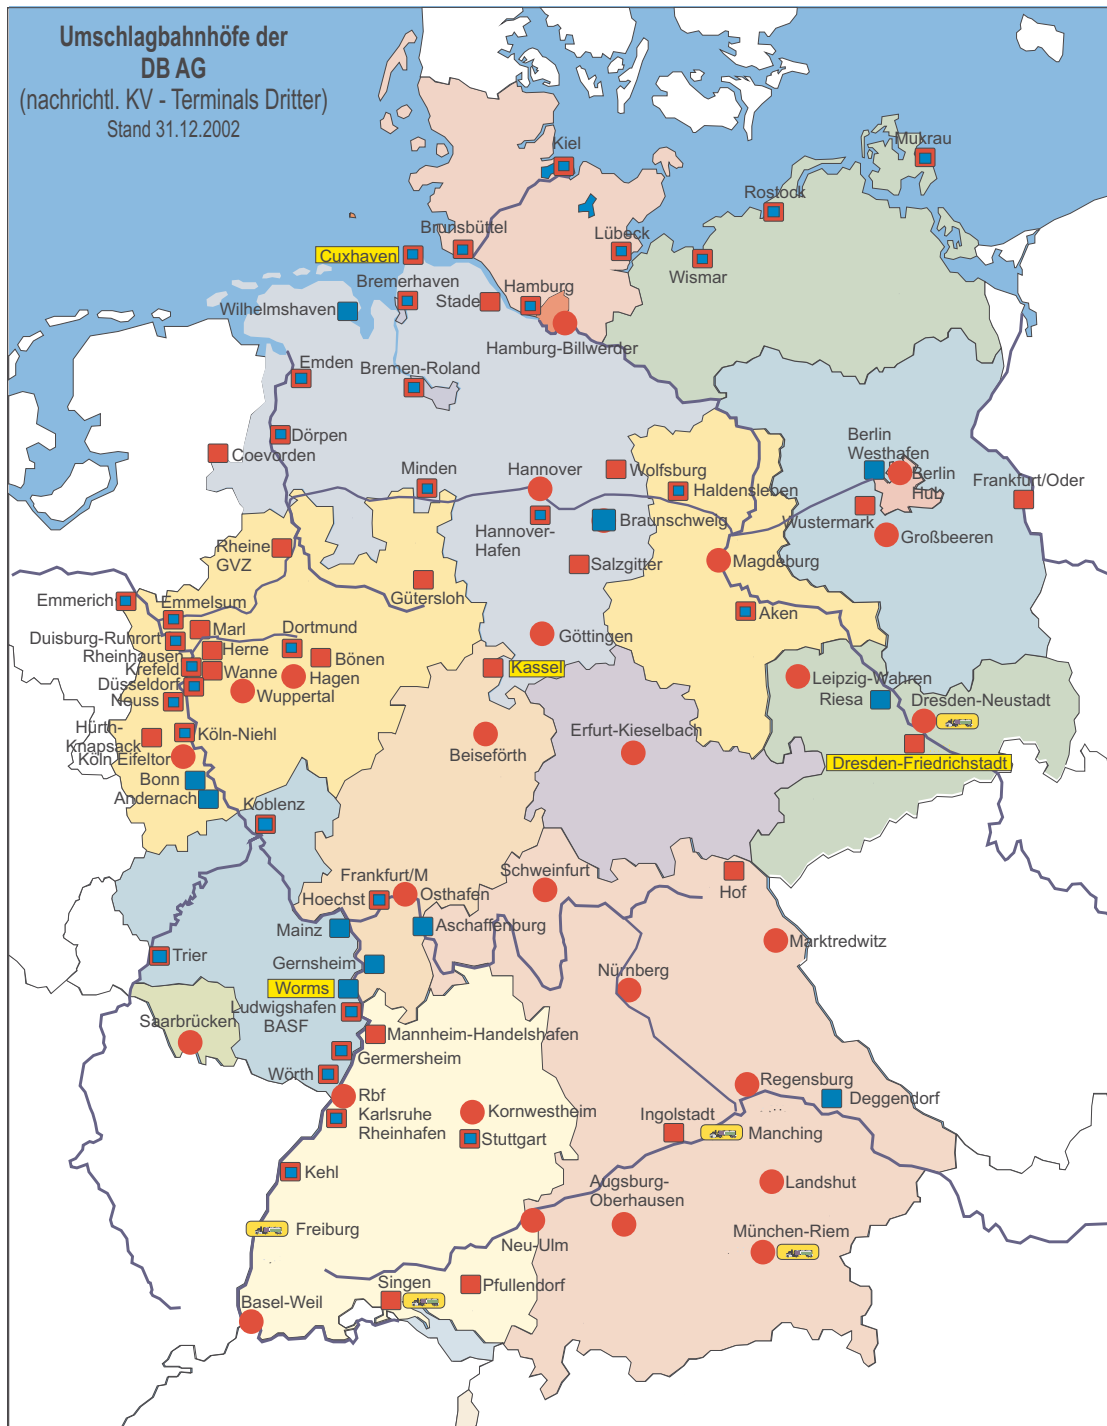 Umschlagbahnhöfe der
DB AG
(nachrichtl. KV - Terminals Dritter)
Stand 31.12.2002
Kiel
Mukrau
Rostock
Brunsbüttel
Lübeck
Cuxhaven
Wismar
Bremerhaven
Stade
Hamburg
Wilhelmshaven
Hamburg-Billwerder
Emden
Bremen-Roland
Dörpen
Coevorden
Berlin
Westhafen
Minden
Hannover
Wolfsburg
Berlin
Hub
Frankfurt/Oder
Haldensleben
Hannover-
Hafen
Braunschweig
Wustermark
Großbeeren
Rheine
GVZ
Salzgitter
Magdeburg
Gütersloh
Emmerich
Emmelsum
Aken
Marl
Dortmund
Duisburg-Ruhrort
Göttingen
Rheinhausen
Herne
Bönen
Krefeld
Wanne
Kassel
Hagen
Leipzig-Wahren
Düsseldorf
Wuppertal
Neuss
Riesa
Dresden-Neustadt
Hürth-
Knapsack
Köln-Niehl
Beiseförth
Erfurt-Kieselbach
Köln Eifeltor
Dresden-Friedrichstadt
Bonn
Andernach
Koblenz
Frankfurt/M
Osthafen
Schweinfurt
Hof
Hoechst
Mainz
Aschaffenburg
Marktredwitz
Trier
Gernsheim
Nürnberg
Worms
Ludwigshafen
BASF
Saarbrücken
Mannheim-Handelshafen
Germersheim
Wörth
Regensburg
Rbf
Karlsruhe
Rheinhafen
Kornwestheim
Deggendorf
Ingolstadt
Manching
Stuttgart
Kehl
Augsburg-
Oberhausen
Landshut
Freiburg
Neu-Ulm
München-Riem
Singen
Pfullendorf
Basel-Weil